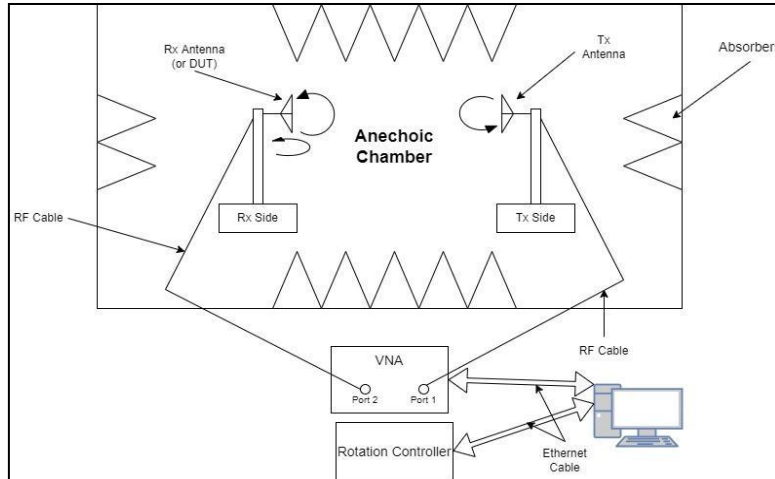 Rx Antenna
(or DUT)
Tx
Antenna
Absorber
Anechoic
Chamber
Rx Side
Tx Side
RF Cable
RF Cable
VNA
Port 2
Port 1
Rotation Controller
Ethernet
Cable